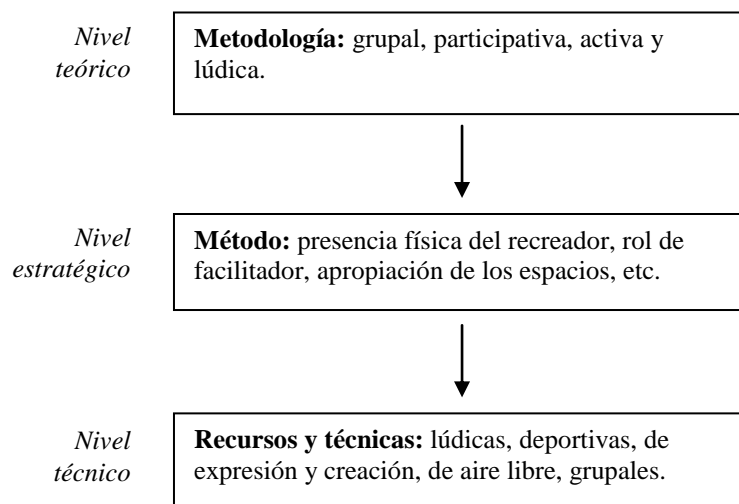 Nivel
teórico
Metodología: grupal, participativa, activa y
lúdica.
Nivel
estratégico
Método: presencia física del recreador, rol de
facilitador, apropiación de los espacios, etc.
Nivel
técnico
Recursos y técnicas: lúdicas, deportivas, de
expresión y creación, de aire libre, grupales.